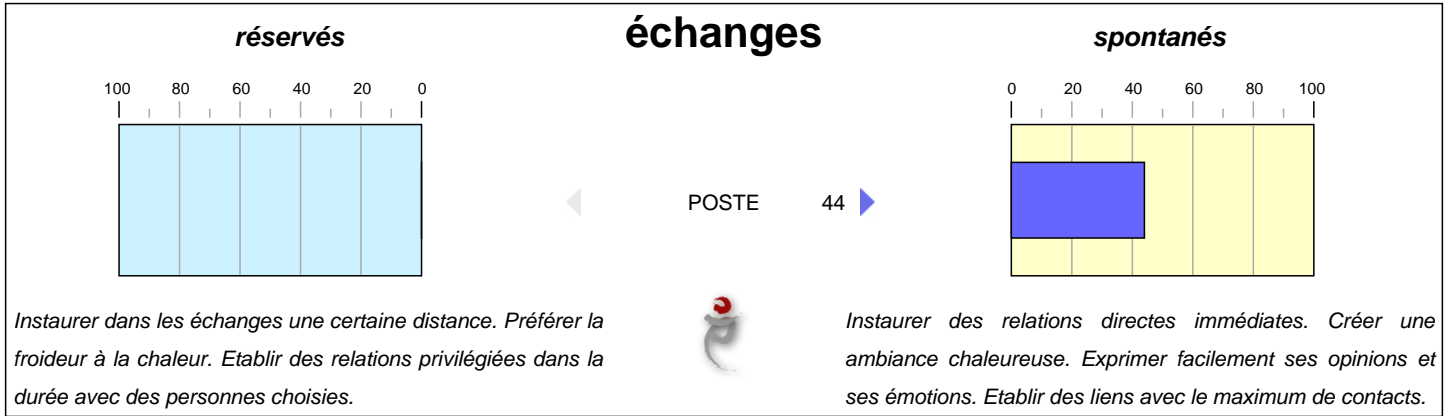 réservés échanges spontanés
100 80 60 40 20 0 0 20 40 60 80 100
POSTE 44
Instaurer dans les échanges une certaine distance. Préférer la
froideur à la chaleur. Etablir des relations privilégiées dans la
durée avec des personnes choisies.
Instaurer des relations directes immédiates. Créer une
ambiance chaleureuse. Exprimer facilement ses opinions et
ses émotions. Etablir des liens avec le maximum de contacts.